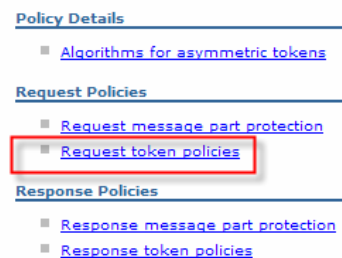 Policy Details
Algorithms for asymmetric tokens
Request Policies
Request message part protection
Request token policies
Response Policies
Response message part protection
Response token policies